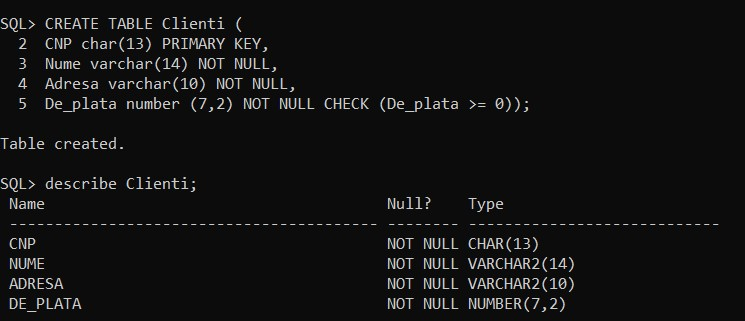 SQL> CREATE TABLE Clienti (
  2  CNP char(13) PRIMARY KEY,
  3  Nume varchar(14) NOT NULL,
  4  Adresa varchar(10) NOT NULL,
  5  De_plata number (7,2) NOT NULL CHECK (De_plata >= 0));
Table created.
SQL> describe Clienti;
 Name                                      Null?    Type
 ----------------------------------------- -------- ----------------------------
 CNP                                       NOT NULL CHAR(13)
 NUME                                      NOT NULL VARCHAR2(14)
 ADRESA                                    NOT NULL VARCHAR2(10)
 DE_PLATA                                  NOT NULL NUMBER(7,2)